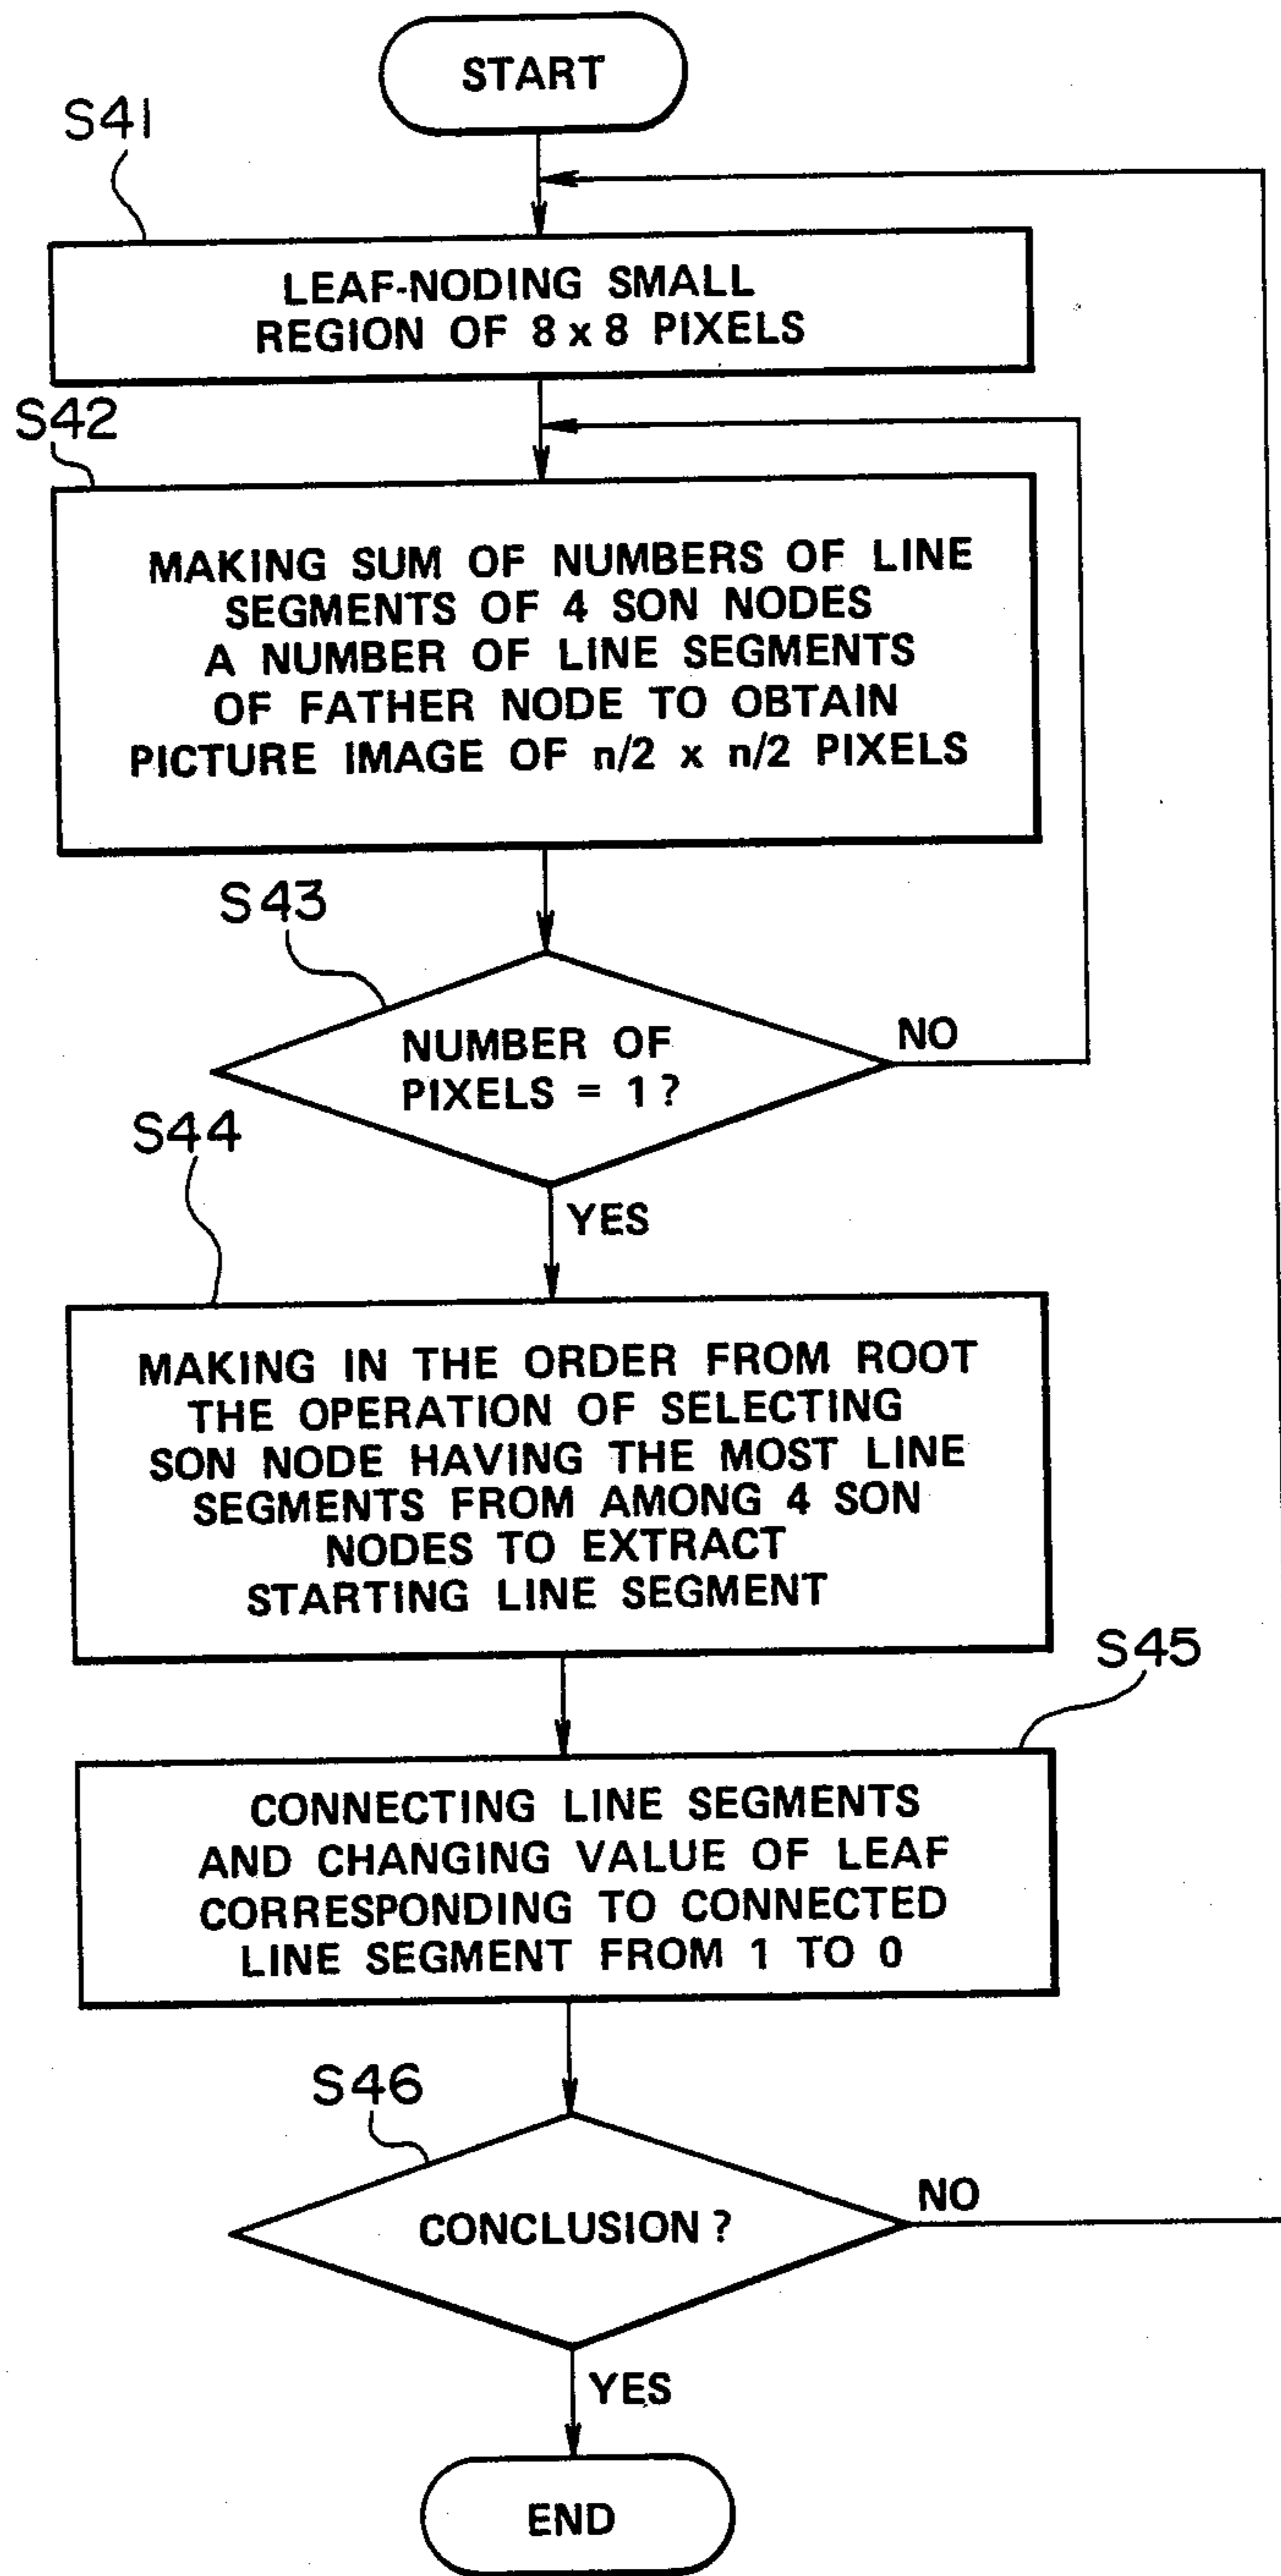 START
S41
LEAF-NODING SMALL
REGION OF 8 x 8 PIXELS
S42
MAKING SUM OF NUMBERS OF LINE
SEGMENTS OF 4 SON NODES
A NUMBER OF LINE SEGMENTS
OF FATHER NODE TO OBTAIN
PICTURE IMAGE OF n/2 x n/2 PIXELS
S43
NUMBER OF
PIXELS = 1 ?
NO
S44
YES
MAKING IN THE ORDER FROM ROOT
THE OPERATION OF SELECTING
SON NODE HAVING THE MOST LINE
SEGMENTS FROM AMONG 4 SON
NODES TO EXTRACT
STARTING LINE SEGMENT
S45
CONNECTING LINE SEGMENTS
AND CHANGING VALUE OF LEAF
CORRESPONDING TO CONNECTED
LINE SEGMENT FROM 1 TO 0
S46
CONCLUSION ?
NO
YES
END